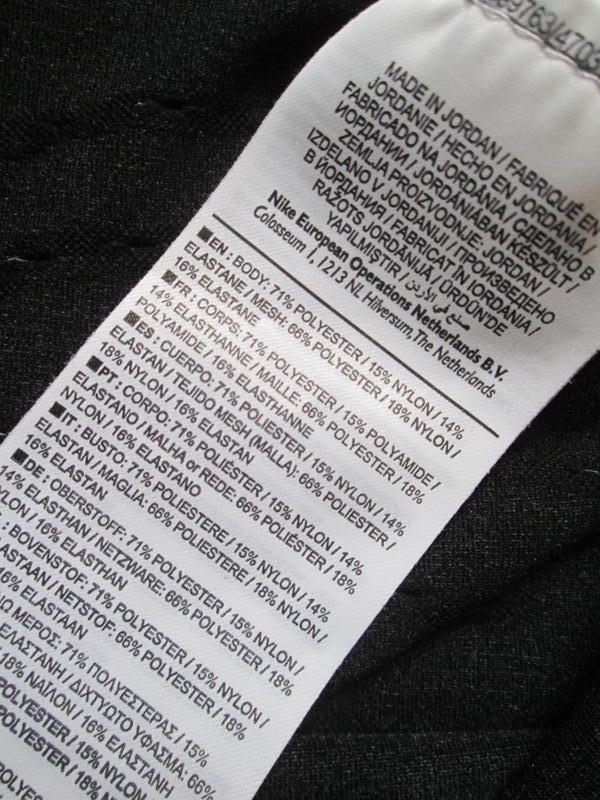 MADE IN JORDAN / FABRIQUÉ EN
JORDANIE / HECHO EN JORDANIA /
FABRICADO NA JORDÂNIA / СДЕЛАНО В
ИОРДАНИИ / JORDÁNIÁBAN KÉSZÜLT /
ZEMLJA PROIZVODNJE: JORDAN /
IZDELANO V JORDANIJI / ПРОИЗВЕДЕНО
В ЙОРДАНИЯ / FABRICAT ÎN IORDANIA /
RAŽOTS JORDĀNIJĀ / ÜRDÜN'DE
YAPILMIŞTIR / صنع في الأردن
Nike European Operations Netherlands B.V.
Colosseum 1, 1213 NL Hilversum, The Netherlands
EN : BODY: 71% POLYESTER / 15% NYLON / 14%
ELASTANE / MESH: 66% POLYESTER / 18% NYLON /
16% ELASTANE
FR : CORPS: 71% POLYESTER / 15% POLYAMIDE /
14% ELASTHANNE / MAILLE: 66% POLYESTER / 18%
POLYAMIDE / 16% ELASTHANNE
ES : CUERPO: 71% POLIESTER / 15% NYLON / 14%
ELASTAN / TEJIDO MESH (MALLA): 66% POLIESTER /
18% NYLON / 16% ELASTAN
PT : CORPO: 71% POLIÉSTER / 15% NYLON / 14%
ELASTANO / MALHA or REDE: 66% POLIÉSTER / 18%
NYLON / 16% ELASTANO
IT : BUSTO: 71% POLIESTERE / 15% NYLON / 14%
ELASTAN / MAGLIA: 66% POLIESTERE / 18% NYLON /
16% ELASTAN
DE : OBERSTOFF: 71% POLYESTER / 15% NYLON /
14% ELASTHAN / NETZWARE: 66% POLYESTER / 18%
NYLON / 16% ELASTHAN
: BOVENSTOF: 71% POLYESTER / 15% NYLON /
ASTAAN / NETSTOF: 66% POLYESTER / 18%
16% ELASTAAN
ΜΕΡΟΣ: 71% ΠΟΛΥΕΣΤΕΡΑΣ / 15%
ΕΛΑΣΤΑΝΗ / ΔΙΧΤΥΩΤΟ ΥΦΑΣΜΑ: 66%
18% ΝΑΪΛΟΝ / 16% ΕΛΑΣΤΑΝΗ
POLYESTER / 15% NYLON
POLYESTER / 18%